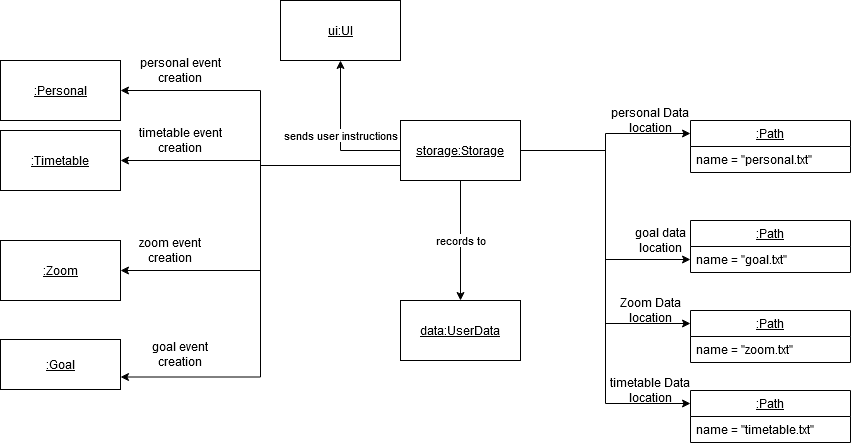 ui:UI
personal event
creation
:Personal
timetable event
creation
:Timetable
zoom event
creation
:Zoom
goal event
creation
:Goal
sends user instructions
storage:Storage
records to
data:UserData
personal Data
location
:Path
name = "personal.txt"
goal data
location
:Path
name = "goal.txt"
Zoom Data
location
:Path
name = "zoom.txt"
timetable Data
location
:Path
name = "timetable.txt"